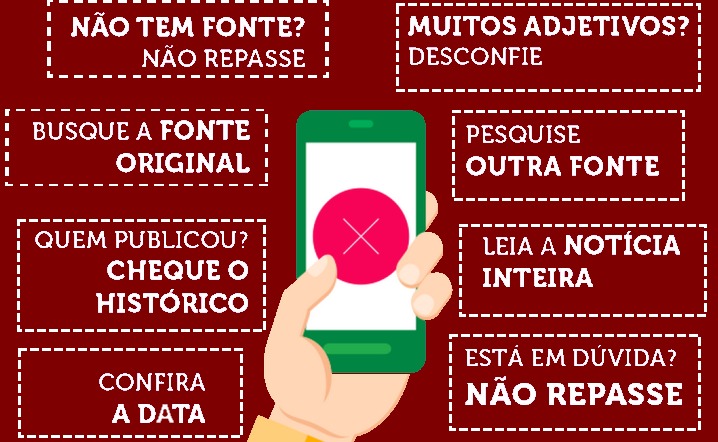 NÃO TEM FONTE?
NÃO REPASSE
MUITOS ADJETIVOS?
DESCONFIE
BUSQUE A FONTE
ORIGINAL
PESQUISE
OUTRA FONTE
QUEM PUBLICOU?
CHEQUE O
HISTÓRICO
LEIA A NOTÍCIA
INTEIRA
CONFIRA
A DATA
ESTÁ EM DÚVIDA?
NÃO REPASSE